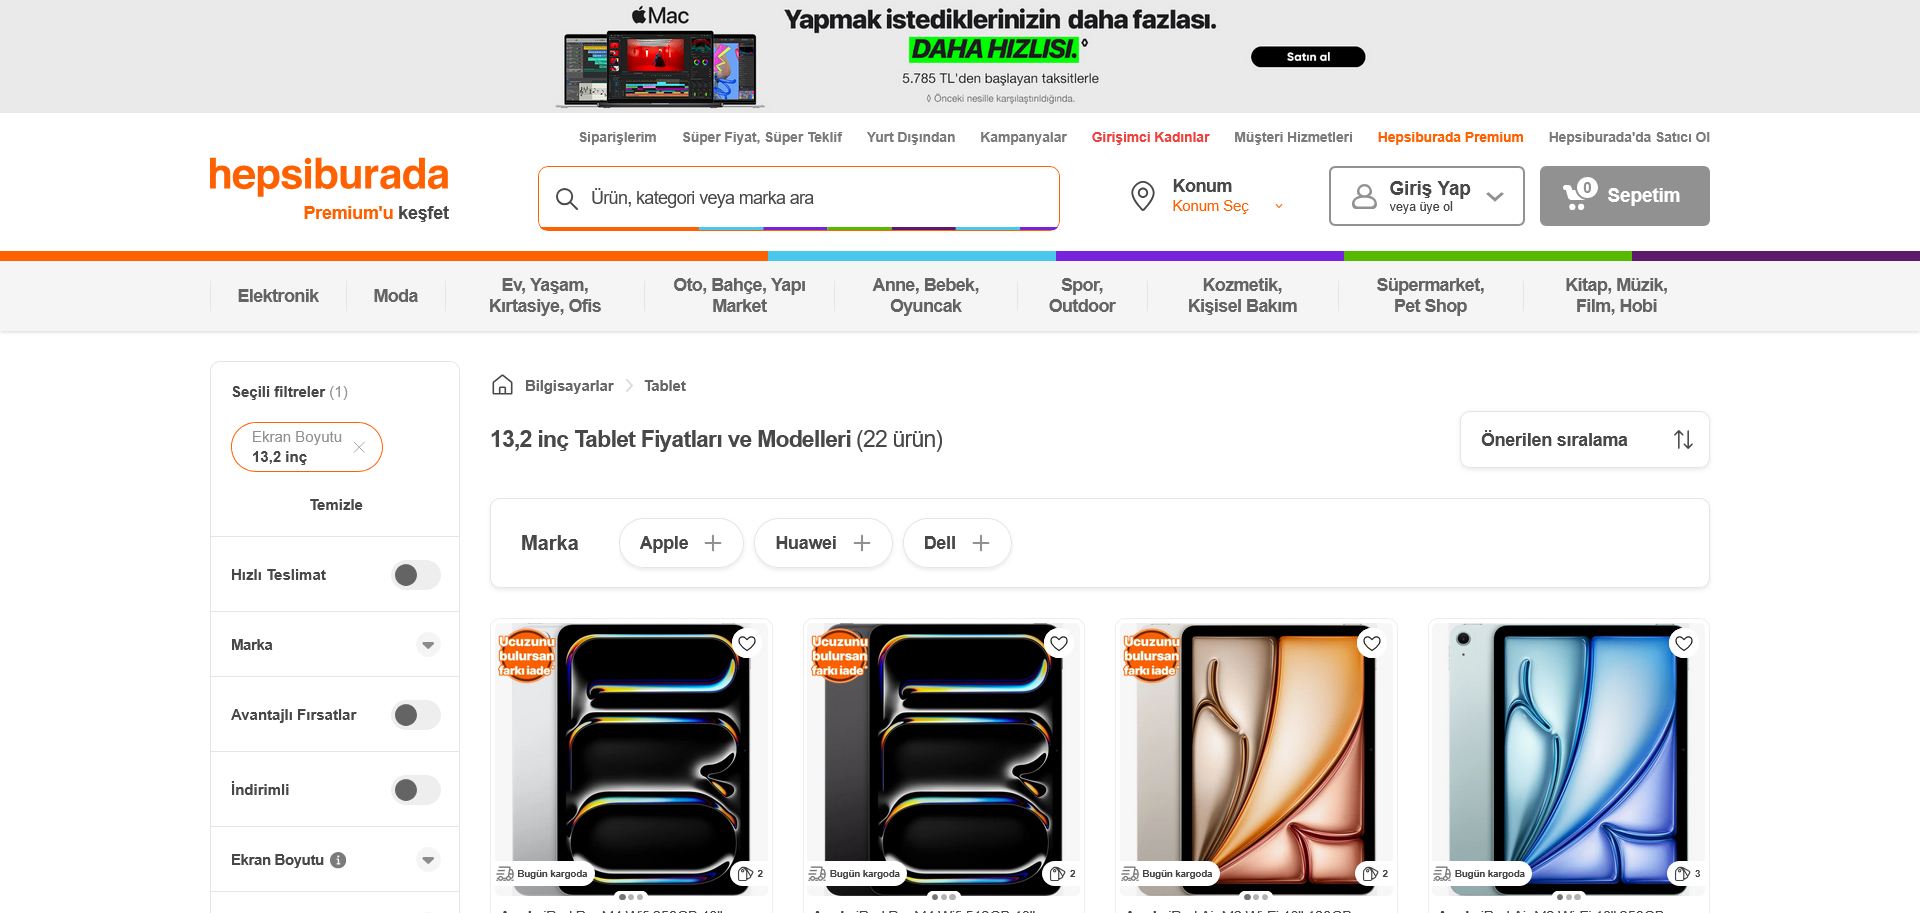 Mac
Yapmak istediklerinizin daha fazlası.
DAHA HIZLISI.◊
5.785 TL'den başlayan taksitlerle
◊ Önceki nesille karşılaştırıldığında.
Satın al
Siparişlerim
Süper Fiyat, Süper Teklif
Yurt Dışından
Kampanyalar
Girişimci Kadınlar
Müşteri Hizmetleri
Hepsiburada Premium
Hepsiburada'da Satıcı Ol
hepsiburada
Premium'u keşfet
Ürün, kategori veya marka ara
Konum
Konum Seç
Giriş Yap
veya üye ol
0
Sepetim
Elektronik
Moda
Ev, Yaşam,
Kırtasiye, Ofis
Oto, Bahçe, Yapı
Market
Anne, Bebek,
Oyuncak
Spor,
Outdoor
Kozmetik,
Kişisel Bakım
Süpermarket,
Pet Shop
Kitap, Müzik,
Film, Hobi
Seçili filtreler (1)
Ekran Boyutu
13,2 inç
Temizle
Hızlı Teslimat
Marka
Avantajlı Fırsatlar
İndirimli
Ekran Boyutu
Bilgisayarlar
Tablet
13,2 inç Tablet Fiyatları ve Modelleri (22 ürün)
Önerilen sıralama
Marka
Apple
Huawei
Dell
Ucuzunu
bulursan
farkı iade
Bugün kargoda
2
Ucuzunu
bulursan
farkı iade
Bugün kargoda
2
Ucuzunu
bulursan
farkı iade
Bugün kargoda
2
Bugün kargoda
3